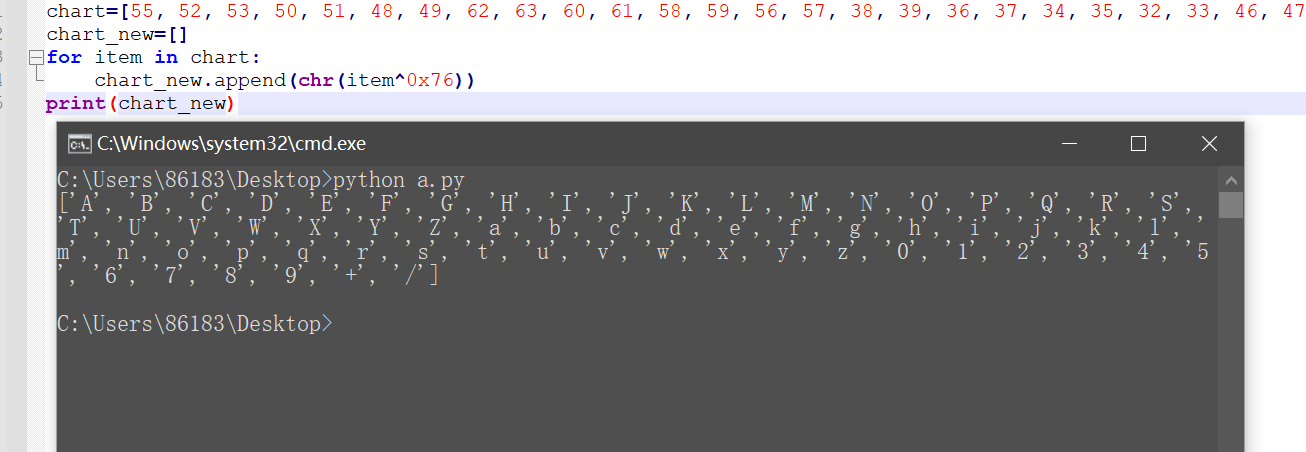 chart=[55, 52, 53, 50, 51, 48, 49, 62, 63, 60, 61, 58, 59, 56, 57, 38, 39, 36, 37, 34, 35, 32, 33, 46, 47
chart_new=[]
for item in chart:
chart_new.append(chr(item^0x76))
print(chart_new)
C:\Windows\system32\cmd.exe
C:\Users\86183\Desktop>python a.py
['A', 'B', 'C', 'D', 'E', 'F', 'G', 'H', 'I', 'J', 'K', 'L', 'M', 'N', 'O', 'P', 'Q', 'R', 'S',
'T', 'U', 'V', 'W', 'X', 'Y', 'Z', 'a', 'b', 'c', 'd', 'e', 'f', 'g', 'h', 'i', 'j', 'k', 'l', '
m', 'n', 'o', 'p', 'q', 'r', 's', 't', 'u', 'v', 'w', 'x', 'y', 'z', '0', '1', '2', '3', '4', '5
', '6', '7', '8', '9', '+', '/']
C:\Users\86183\Desktop>